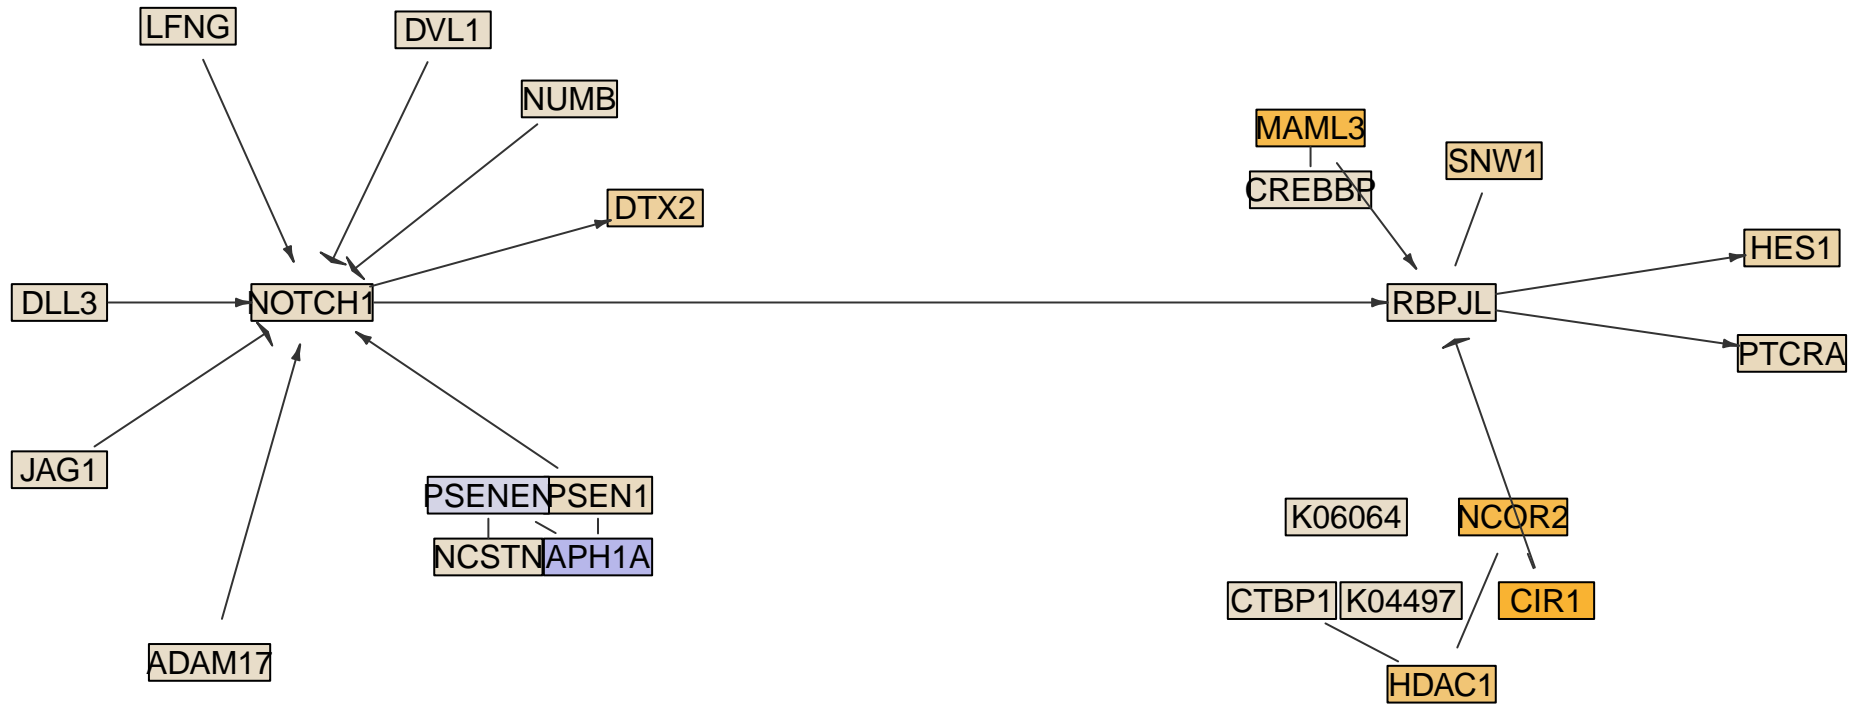 LFNG
DVL1
NUMB
MAML3
SNW1
CREBBP
DTX2
HES1
DLL3
NOTCH1
RBPJL
PTCRA
JAG1
PSENEN
PSEN1
K06064
NCOR2
NCSTN
APH1A
CTBP1
K04497
CIR1
ADAM17
HDAC1